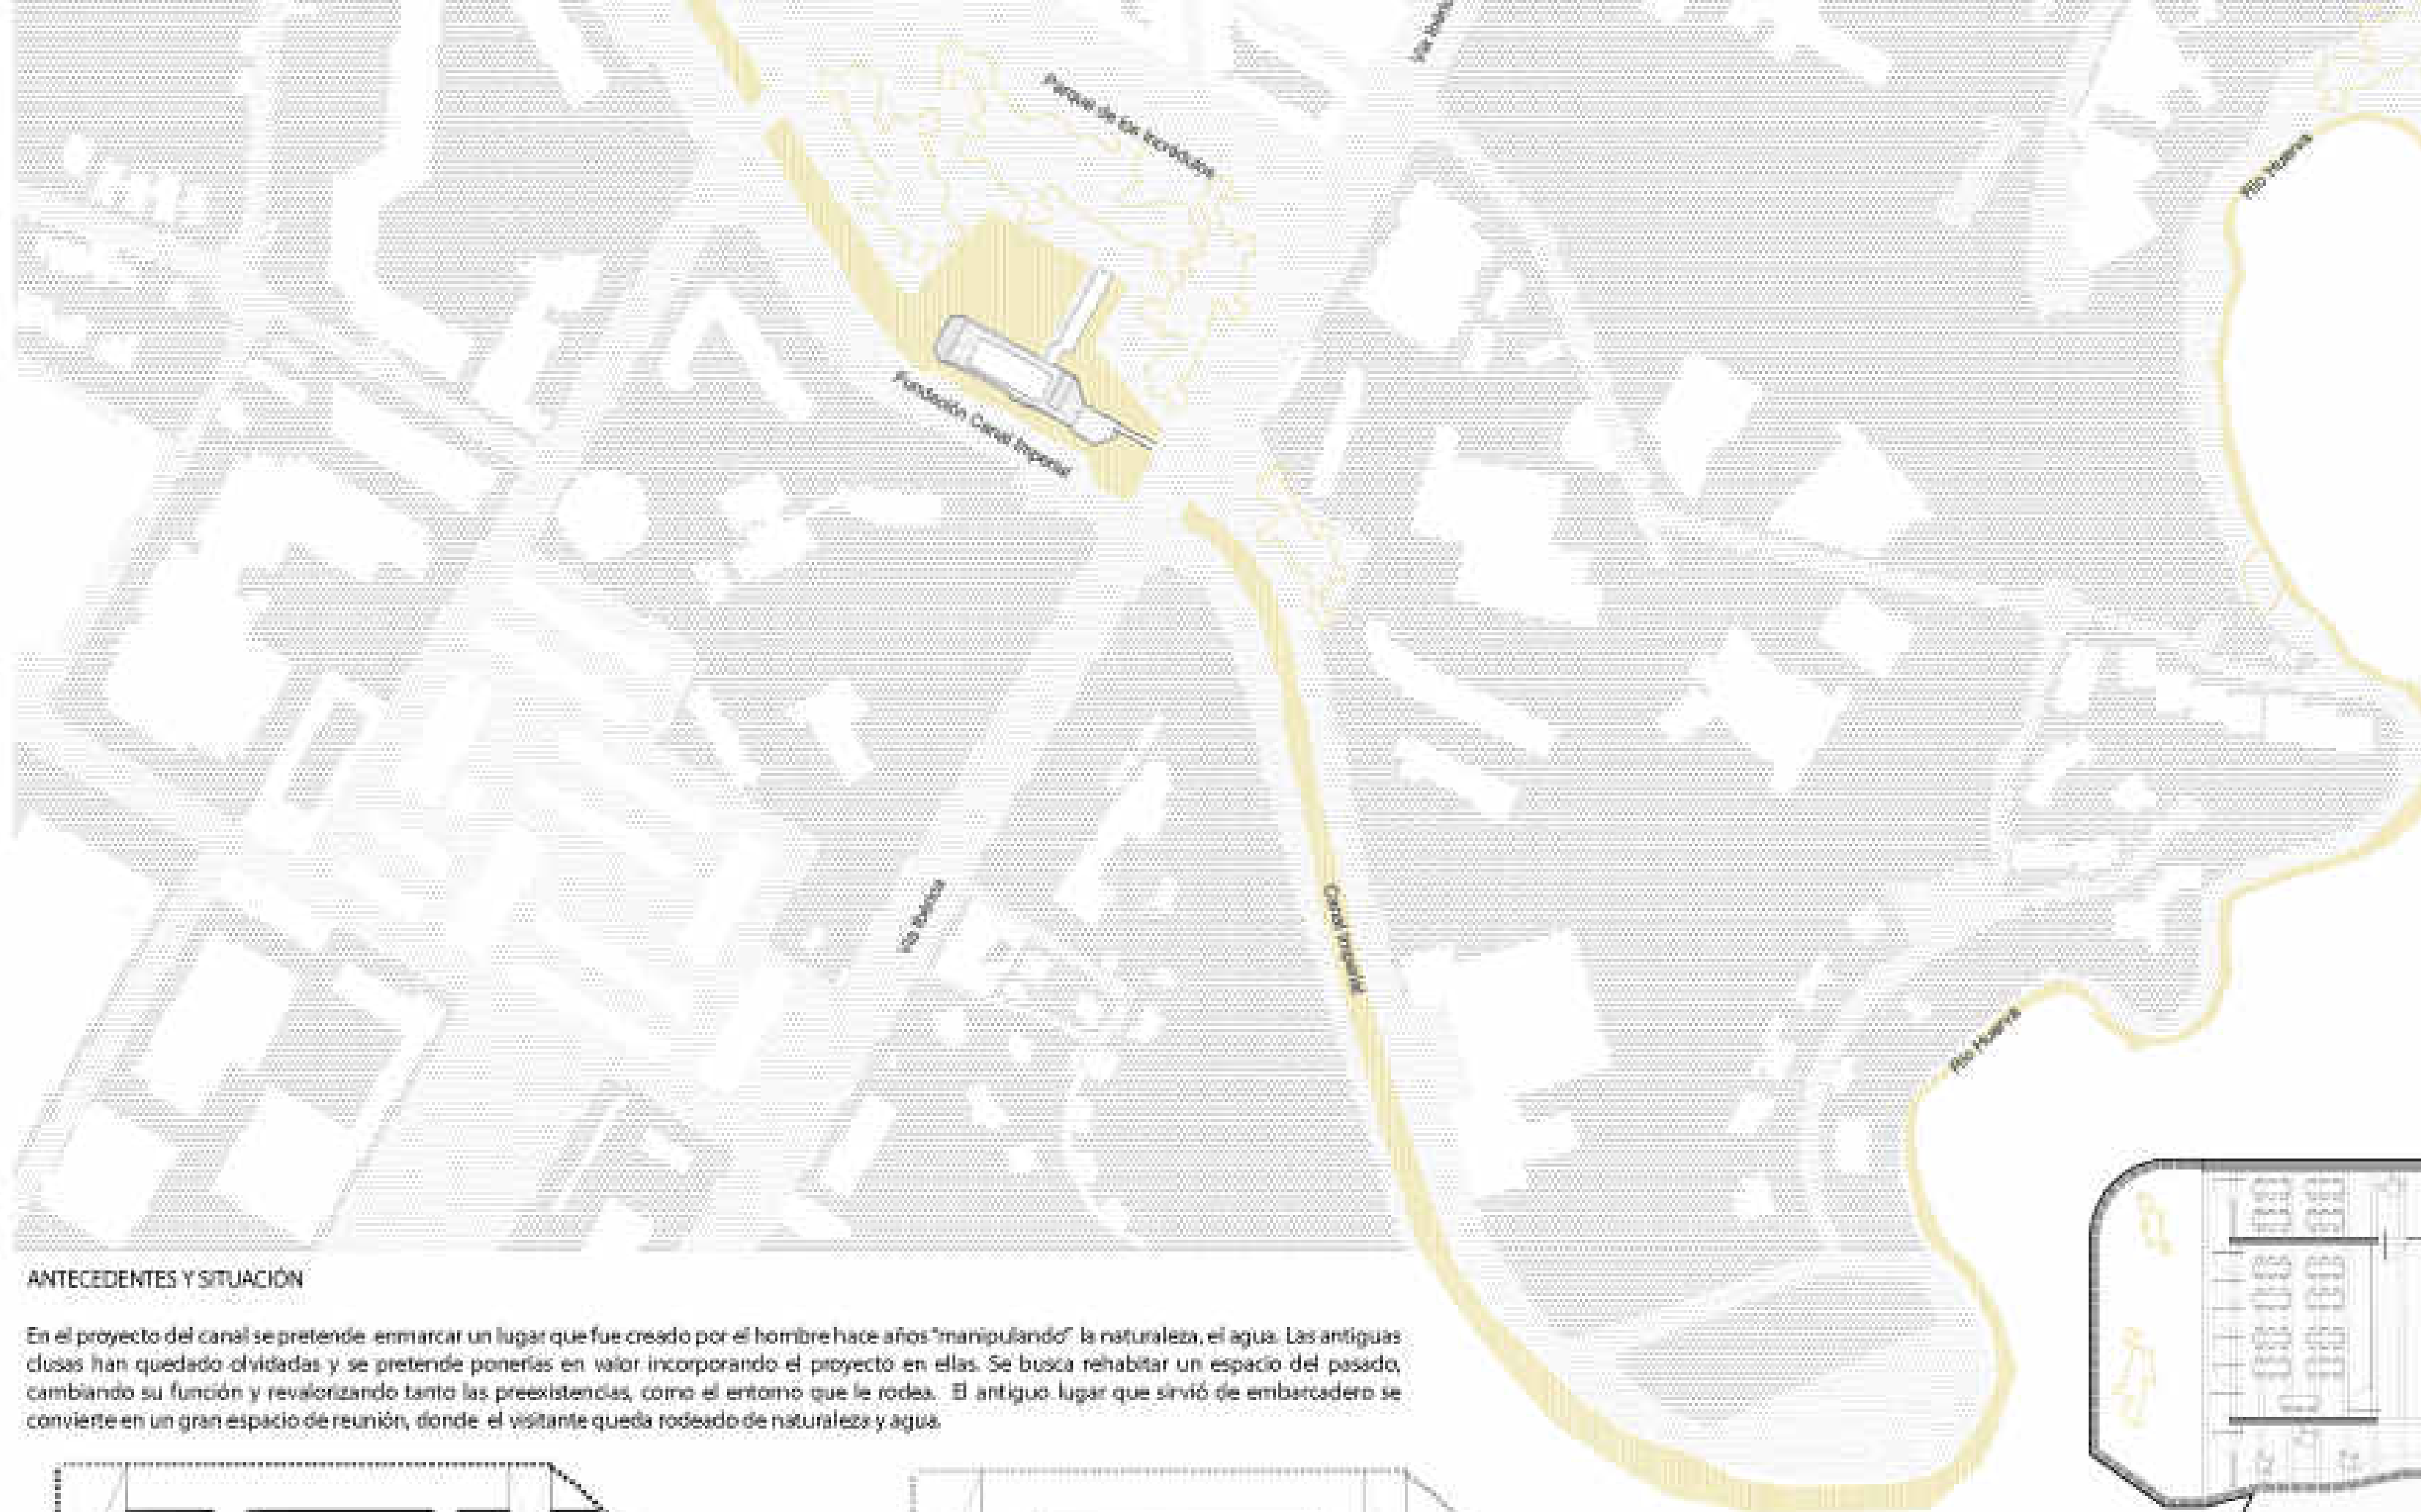 Vía Iberia
Parque de los Incrédulos
Río Huerva
Fundación Canal Imperial
Vía Ibérica
Canal Imperial
Río Huerva
ANTECEDENTES Y SITUACIÓN
En el proyecto del canal se pretende enmarcar un lugar que fue creado por el hombre hace años "manipulando" la naturaleza, el agua. Las antiguas
clusas han quedado olvidadas y se pretende ponerlas en valor incorporando el proyecto en ellas. Se busca rehabitar un espacio del pasado,
cambiando su función y revalorizando tanto las preexistencias, como el entorno que le rodea. El antiguo lugar que sirvió de embarcadero se
convierte en un gran espacio de reunión, donde el visitante queda rodeado de naturaleza y agua.